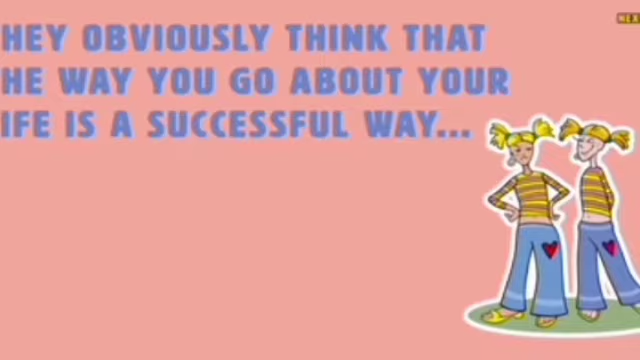 HEY OBVIOUSLY THINK THAT
HE WAY YOU GO ABOUT YOUR
IFE IS A SUCCESSFUL WAY...